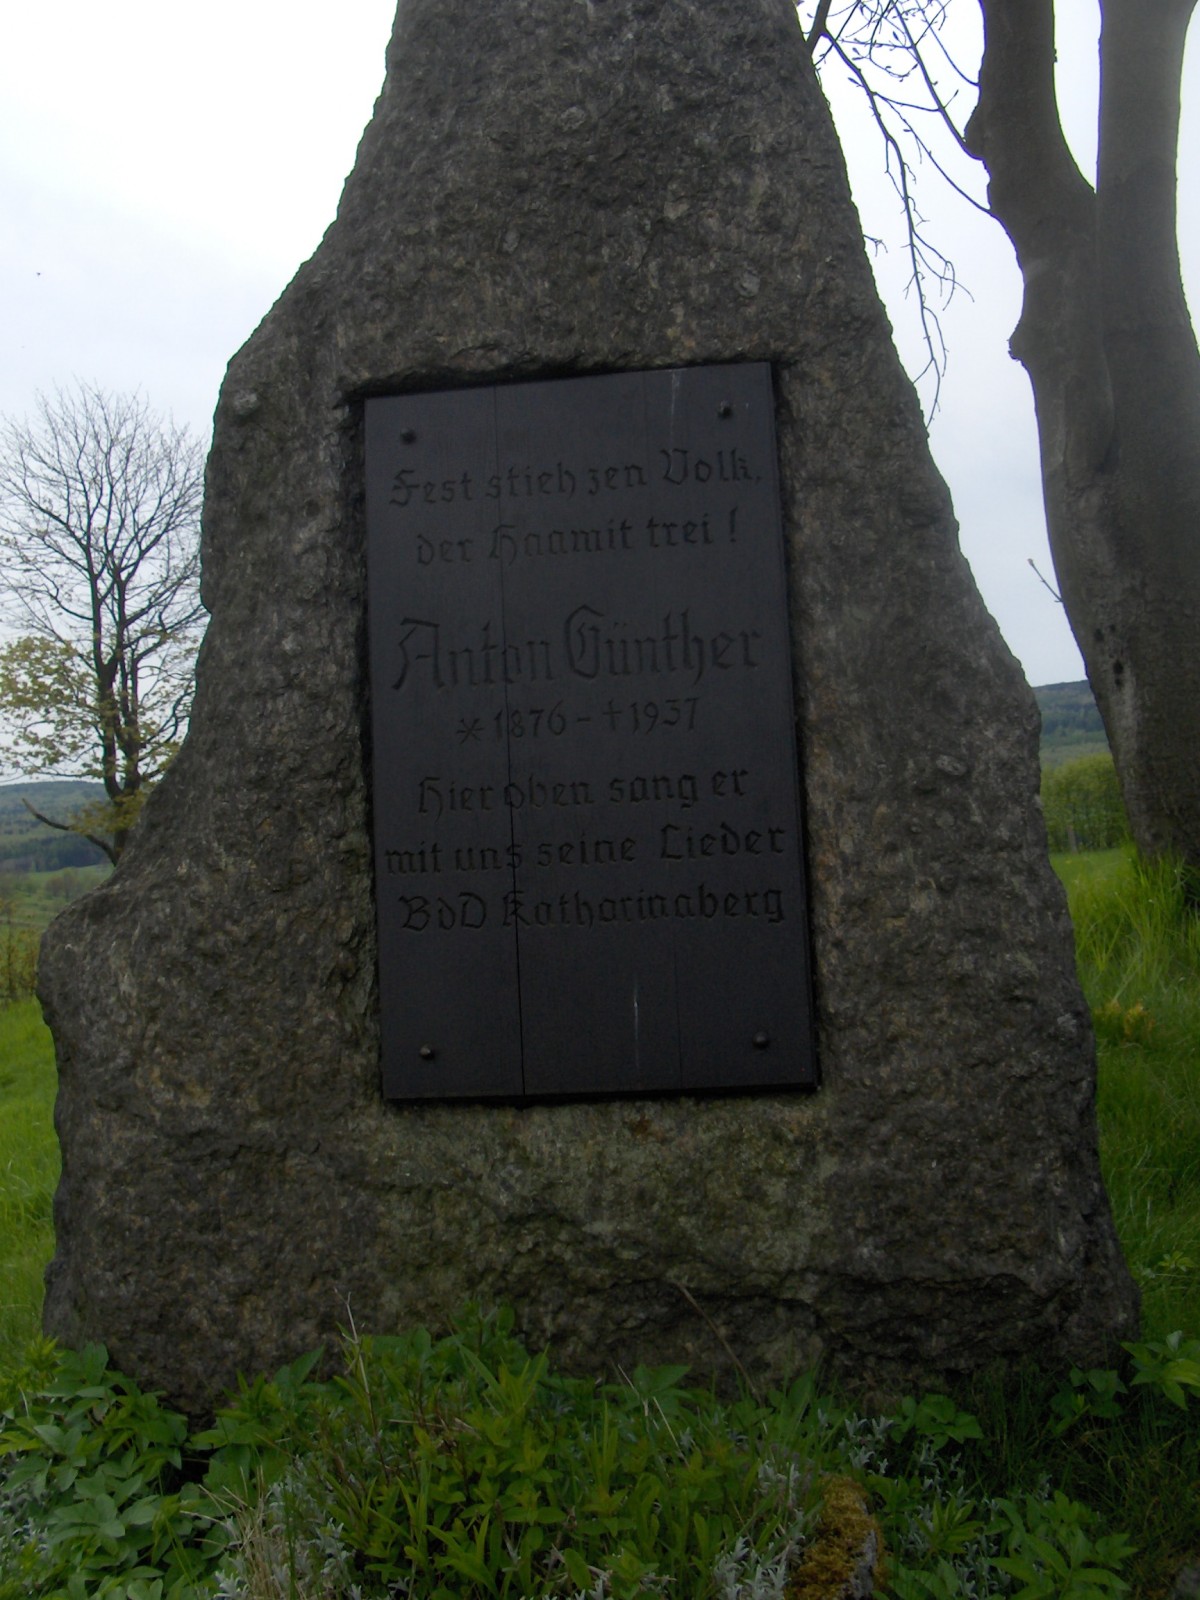 Fest stieh zen Volk,
der Haamit trei!
Anton Günther
* 1876 - † 1937
Hier oben sang er
mit uns seine Lieder
BdD Katharinaberg